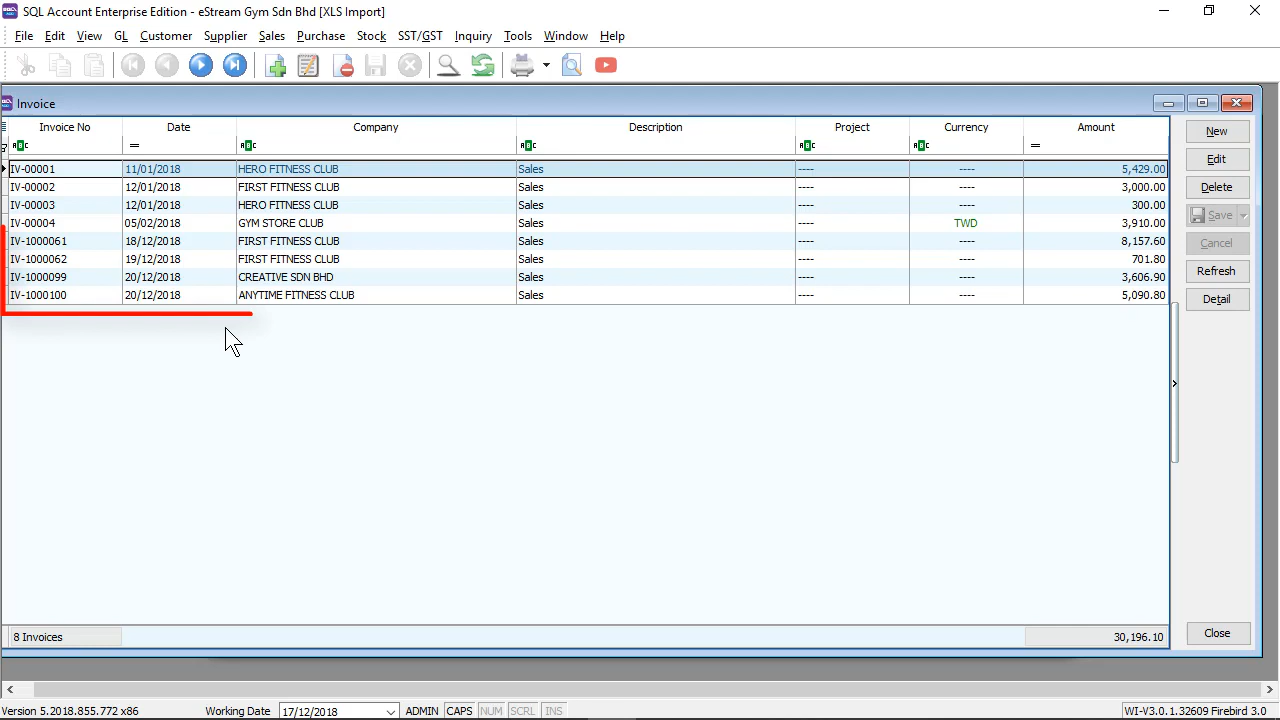 SQL Account Enterprise Edition - eStream Gym Sdn Bhd [XLS Import]
File Edit View GL Customer Supplier Sales Purchase Stock SST/GST Inquiry Tools Window Help
Invoice
Invoice No Date Company Description Project Currency Amount
IV-00001 11/01/2018 HERO FITNESS CLUB Sales ---- ---- 5,429.00
IV-00002 12/01/2018 FIRST FITNESS CLUB Sales ---- ---- 3,000.00
IV-00003 12/01/2018 HERO FITNESS CLUB Sales ---- ---- 300.00
IV-00004 05/02/2018 GYM STORE CLUB Sales ---- TWD 3,910.00
IV-1000061 18/12/2018 FIRST FITNESS CLUB Sales ---- ---- 8,157.60
IV-1000062 19/12/2018 FIRST FITNESS CLUB Sales ---- ---- 701.80
IV-1000099 20/12/2018 CREATIVE SDN BHD Sales ---- ---- 3,606.90
IV-1000100 20/12/2018 ANYTIME FITNESS CLUB Sales ---- ---- 5,090.80
8 Invoices 30,196.10
New
Edit
Delete
Save
Cancel
Refresh
Detail
Close
Version 5.2018.855.772 x86 Working Date 17/12/2018 ADMIN CAPS NUM SCRL INS WI-V3.0.1.32609 Firebird 3.0